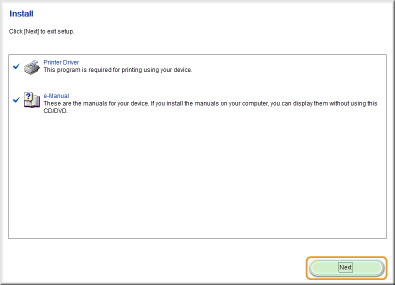 Install
Click [Next] to exit setup.
Printer Driver
This program is required for printing using your device.
e-Manual
These are the manuals for your device. If you install the manuals on your computer, you can display them without using this
CD/DVD.
Next